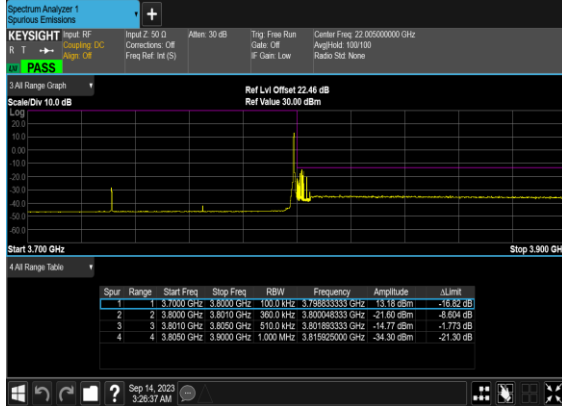 Spectrum Analyzer 1
Spurious Emissions
+
KEYSIGHT Input: RF Input Z: 50 Ω Atten: 30 dB Trig: Free Run Center Freq: 22.005000000 GHz
R T Coupling: DC Corrections: Off Gate: Off Avg|Hold: 100/100
Align: Off Freq Ref: Int (S) IF Gain: Low Radio Std: None
PASS
3 All Range Graph
Ref Lvl Offset 22.46 dB
Scale/Div 10.0 dB Ref Value 30.00 dBm
Log
20.0
10.0
0.00
-10.0
-20.0
-30.0
-40.0
-50.0
-60.0
Start 3.700 GHz Stop 3.900 GH
4 All Range Table
Spur Range Start Freq Stop Freq RBW Frequency Amplitude ΔLimit
1 1 3.7000 GHz 3.8000 GHz 100.0 kHz 3.798833333 GHz 13.18 dBm -16.82 dB
2 2 3.8000 GHz 3.8010 GHz 360.0 kHz 3.800048333 GHz -21.60 dBm -8.604 dB
3 3 3.8010 GHz 3.8050 GHz 510.0 kHz 3.801893333 GHz -14.77 dBm -1.773 dB
4 4 3.8050 GHz 3.9000 GHz 1.000 MHz 3.815925000 GHz -34.30 dBm -21.30 dB
? Sep 14, 2023
3:26:37 AM